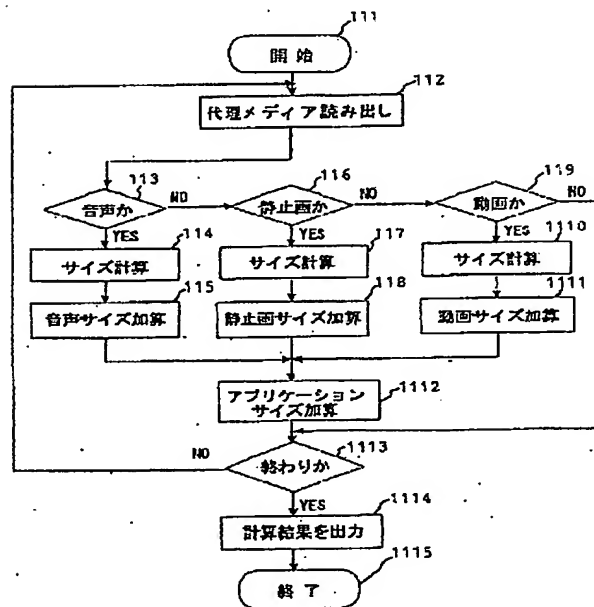 111
開始
112
代理メディア読み出し
113
音声か
NO
116
静止画か
NO
119
動画か
NO
YES
114
サイズ計算
YES
117
サイズ計算
YES
1110
サイズ計算
115
音声サイズ加算
118
静止画サイズ加算
1111
動画サイズ加算
1112
アプリケーション
サイズ加算
1113
終わりか
NO
YES
1114
計算結果を出力
1115
終了